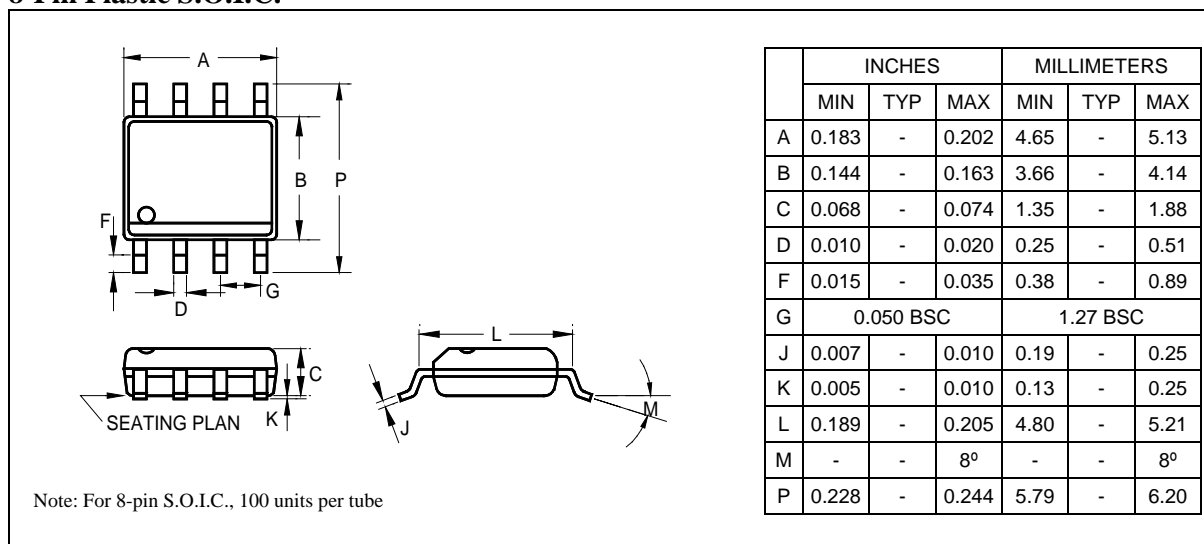 8-Pin Plastic S.O.I.C.
A
B
P
F
G
D
C
K
SEATING PLAN
L
J
M
Note: For 8-pin S.O.I.C., 100 units per tube
INCHES MILLIMETERS
MIN TYP MAX MIN TYP MAX
A 0.183 - 0.202 4.65 - 5.13
B 0.144 - 0.163 3.66 - 4.14
C 0.068 - 0.074 1.35 - 1.88
D 0.010 - 0.020 0.25 - 0.51
F 0.015 - 0.035 0.38 - 0.89
G 0.050 BSC 1.27 BSC
J 0.007 - 0.010 0.19 - 0.25
K 0.005 - 0.010 0.13 - 0.25
L 0.189 - 0.205 4.80 - 5.21
M - - 8º - - 8º
P 0.228 - 0.244 5.79 - 6.20